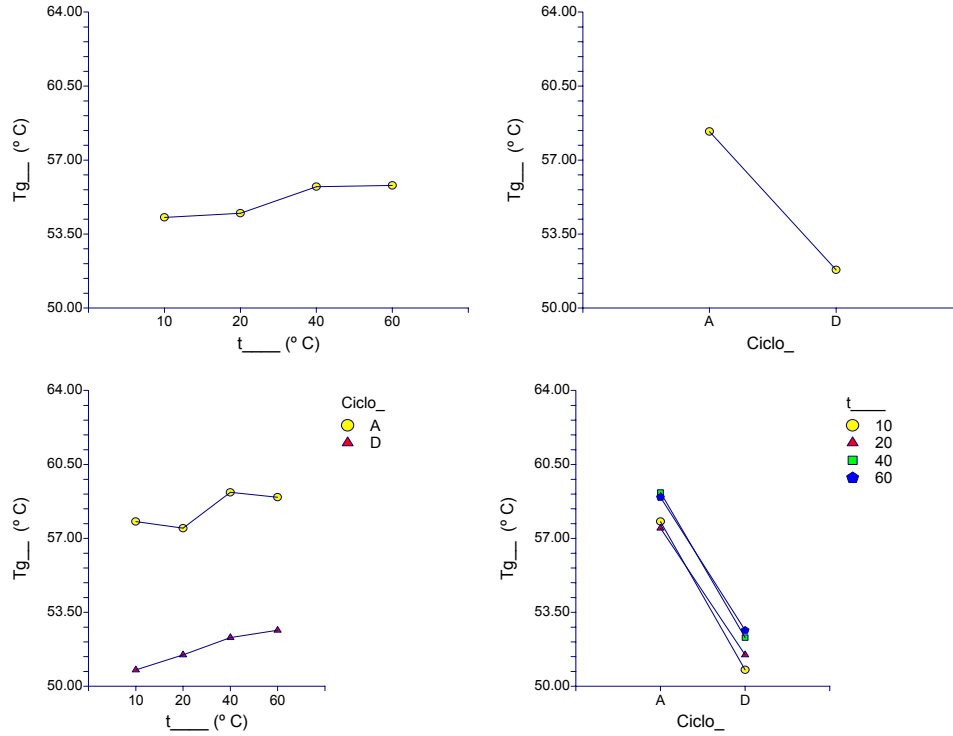 64.00
60.50
57.00
53.50
50.00
Tg__ (º C)
10 20 40 60
t____ (º C)
64.00
60.50
57.00
53.50
50.00
Tg__ (º C)
A D
Ciclo_
64.00
60.50
57.00
53.50
50.00
Tg__ (º C)
10 20 40 60
t____ (º C)
Ciclo_
A
D
64.00
60.50
57.00
53.50
50.00
Tg__ (º C)
A D
Ciclo_
t____
10
20
40
60